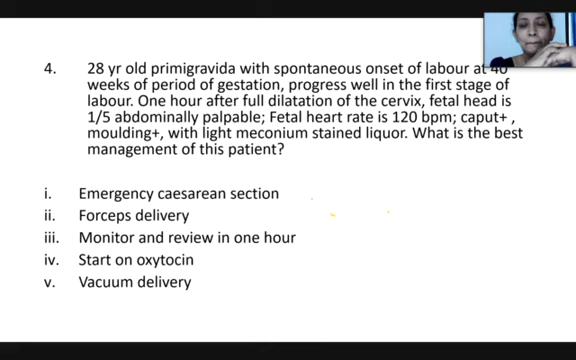 4. 28 yr old primigravida with spontaneous onset of labour at 40
weeks of period of gestation, progress well in the first stage of
labour. One hour after full dilatation of the cervix, fetal head is
1/5 abdominally palpable; Fetal heart rate is 120 bpm; caput+ ,
moulding+, with light meconium stained liquor. What is the best
management of this patient?
i. Emergency caesarean section
ii. Forceps delivery
iii. Monitor and review in one hour
iv. Start on oxytocin
v. Vacuum delivery